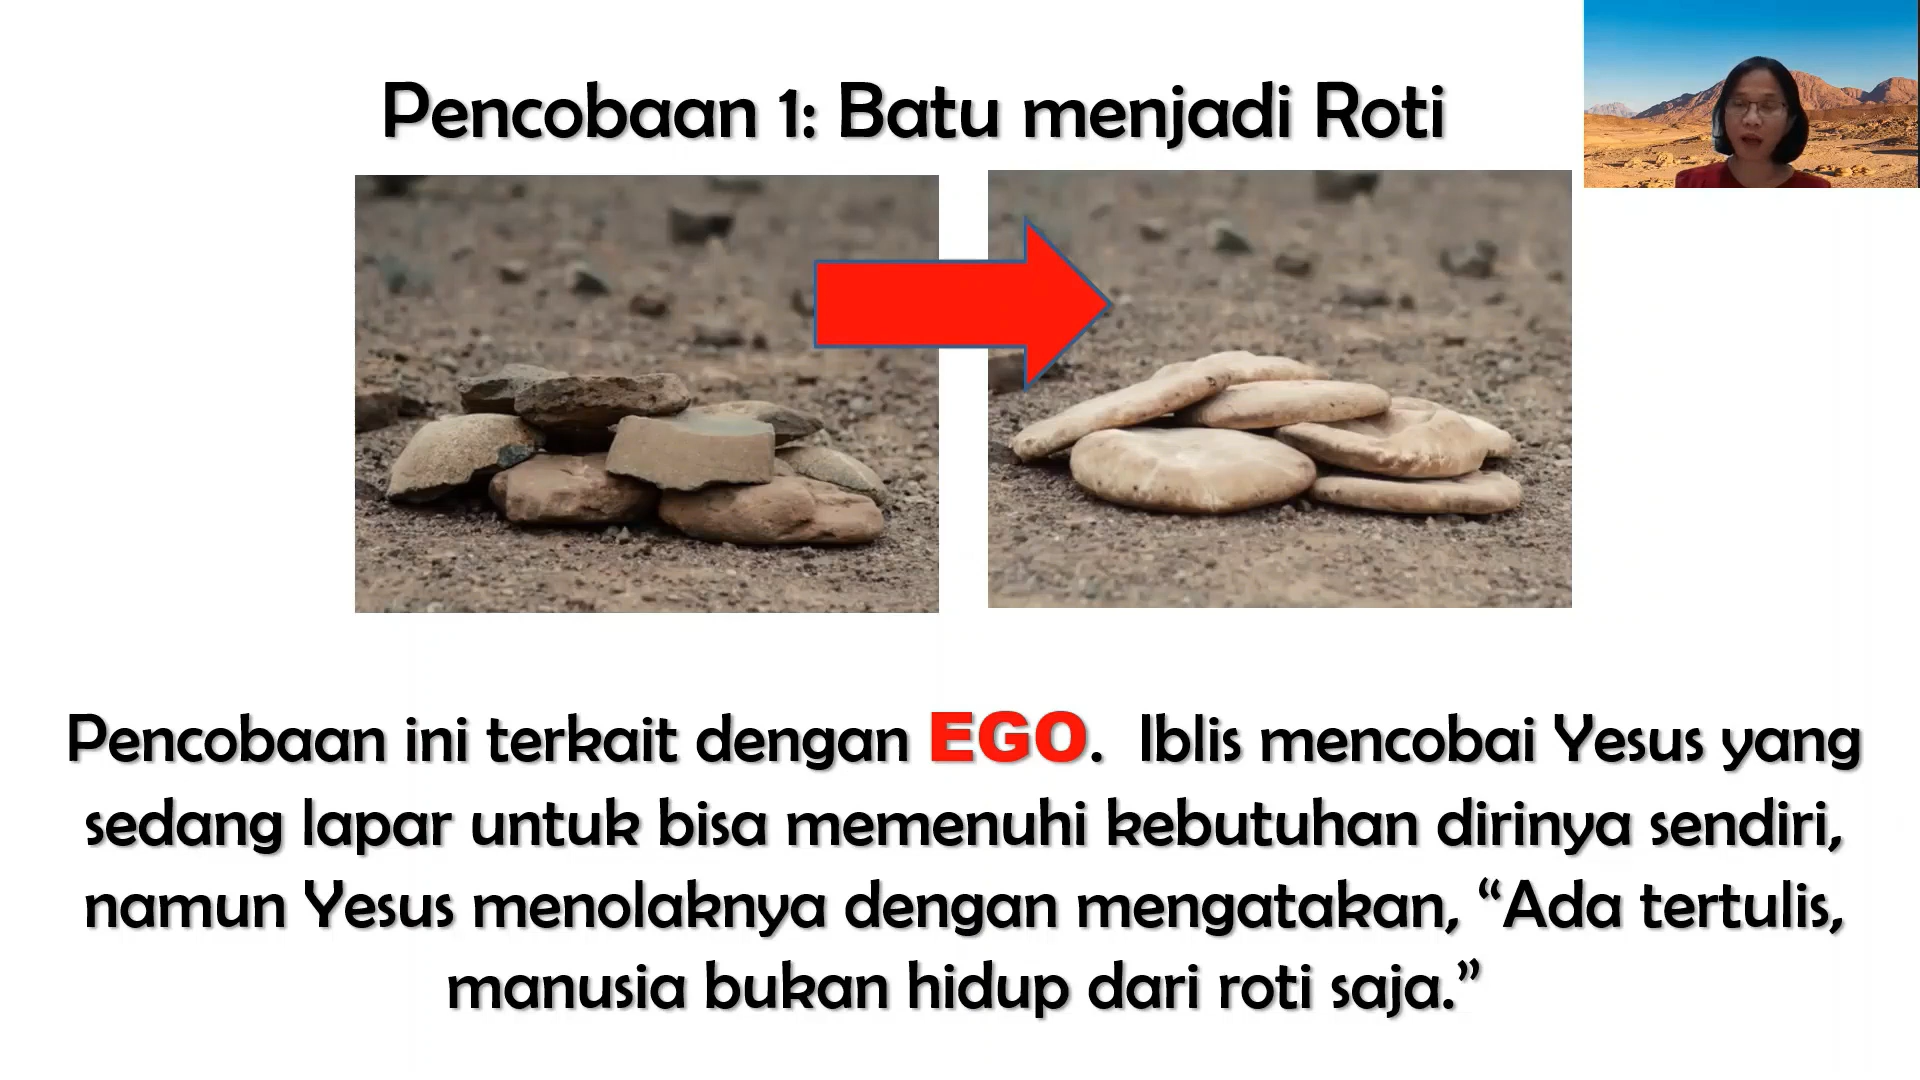 Pencobaan 1: Batu menjadi Roti
Pencobaan ini terkait dengan EGO. Iblis mencobai Yesus yang
sedang lapar untuk bisa memenuhi kebutuhan dirinya sendiri,
namun Yesus menolaknya dengan mengatakan, “Ada tertulis,
manusia bukan hidup dari roti saja.”